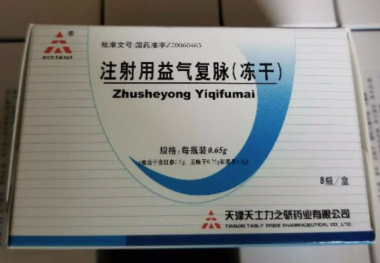 TASLY
批准文号:国药准字Z20060463
注射用益气复脉(冻干)
Zhusheyong Yiqifumai
规格:每瓶装0.65g
8瓶/盒
天津天士力之骄药业有限公司
TIANJIN TASLY PRIDE PHARMACEUTICAL CO. LTD.